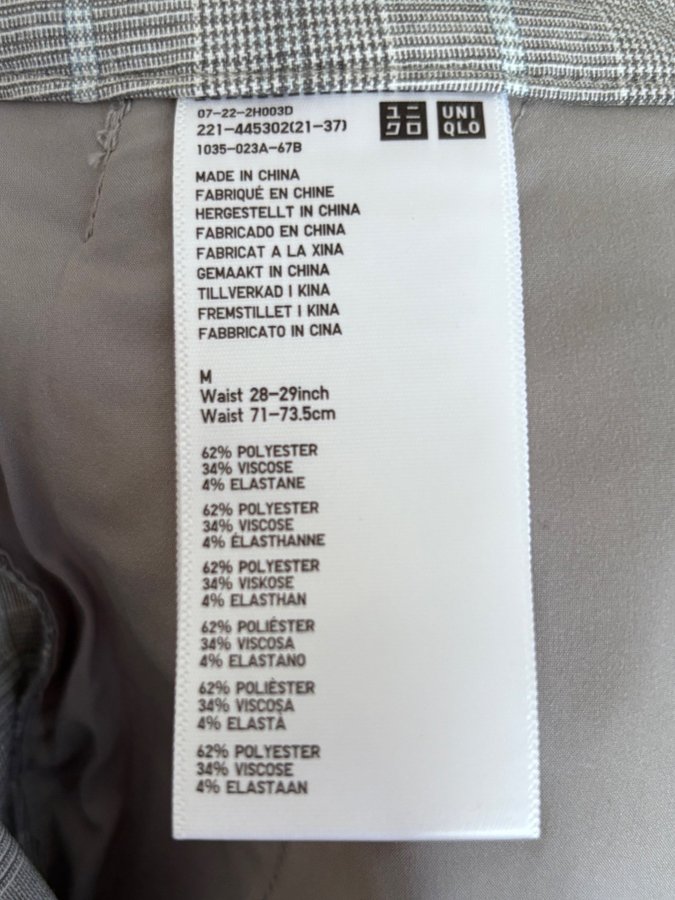 07-22-2H003D
221-445302(21-37)
1035-023A-67B
ユニクロ
UNIQLO
MADE IN CHINA
FABRIQUÉ EN CHINE
HERGESTELLT IN CHINA
FABRICADO EN CHINA
FABRICAT A LA XINA
GEMAAKT IN CHINA
TILLVERKAD I KINA
FREMSTILLET I KINA
FABBRICATO IN CINA
M
Waist 28-29inch
Waist 71-73.5cm
62% POLYESTER
34% VISCOSE
4% ELASTANE
62% POLYESTER
34% VISCOSE
4% ÉLASTHANNE
62% POLYESTER
34% VISKOSE
4% ELASTHAN
62% POLIÉSTER
34% VISCOSA
4% ELASTANO
62% POLIÈSTER
34% VISCOSA
4% ELASTÀ
62% POLYESTER
34% VISCOSE
4% ELASTAAN